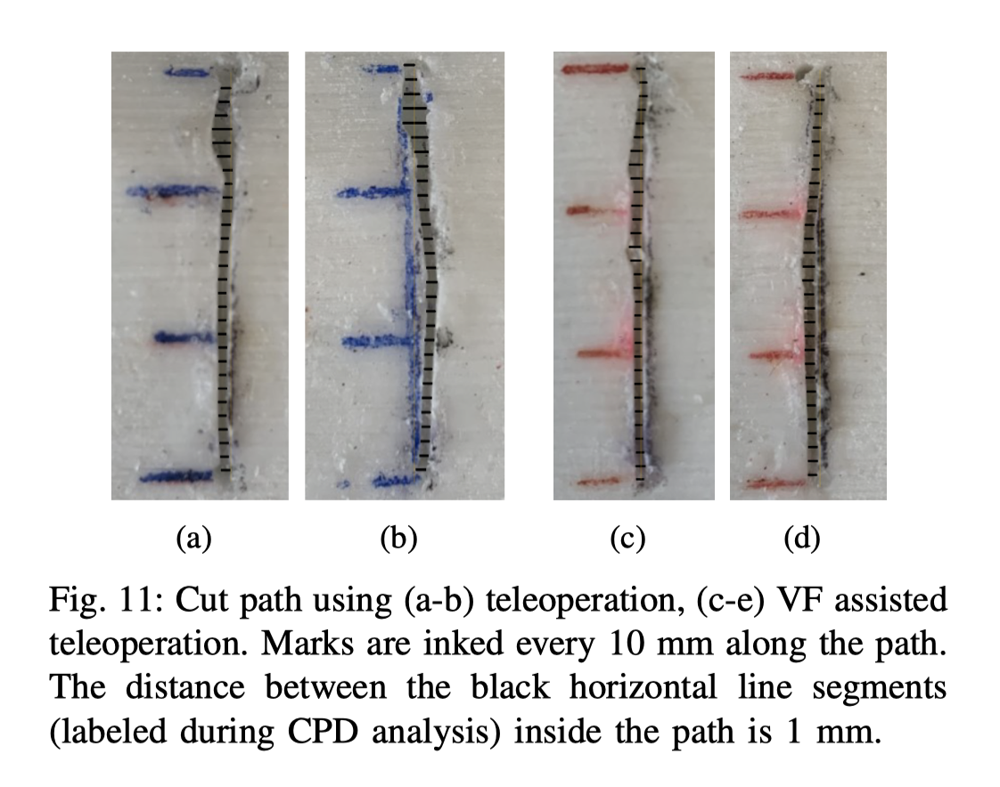 (a) (b) (c) (d)
Fig. 11: Cut path using (a-b) teleoperation, (c-e) VF assisted
teleoperation. Marks are inked every 10 mm along the path.
The distance between the black horizontal line segments
(labeled during CPD analysis) inside the path is 1 mm.